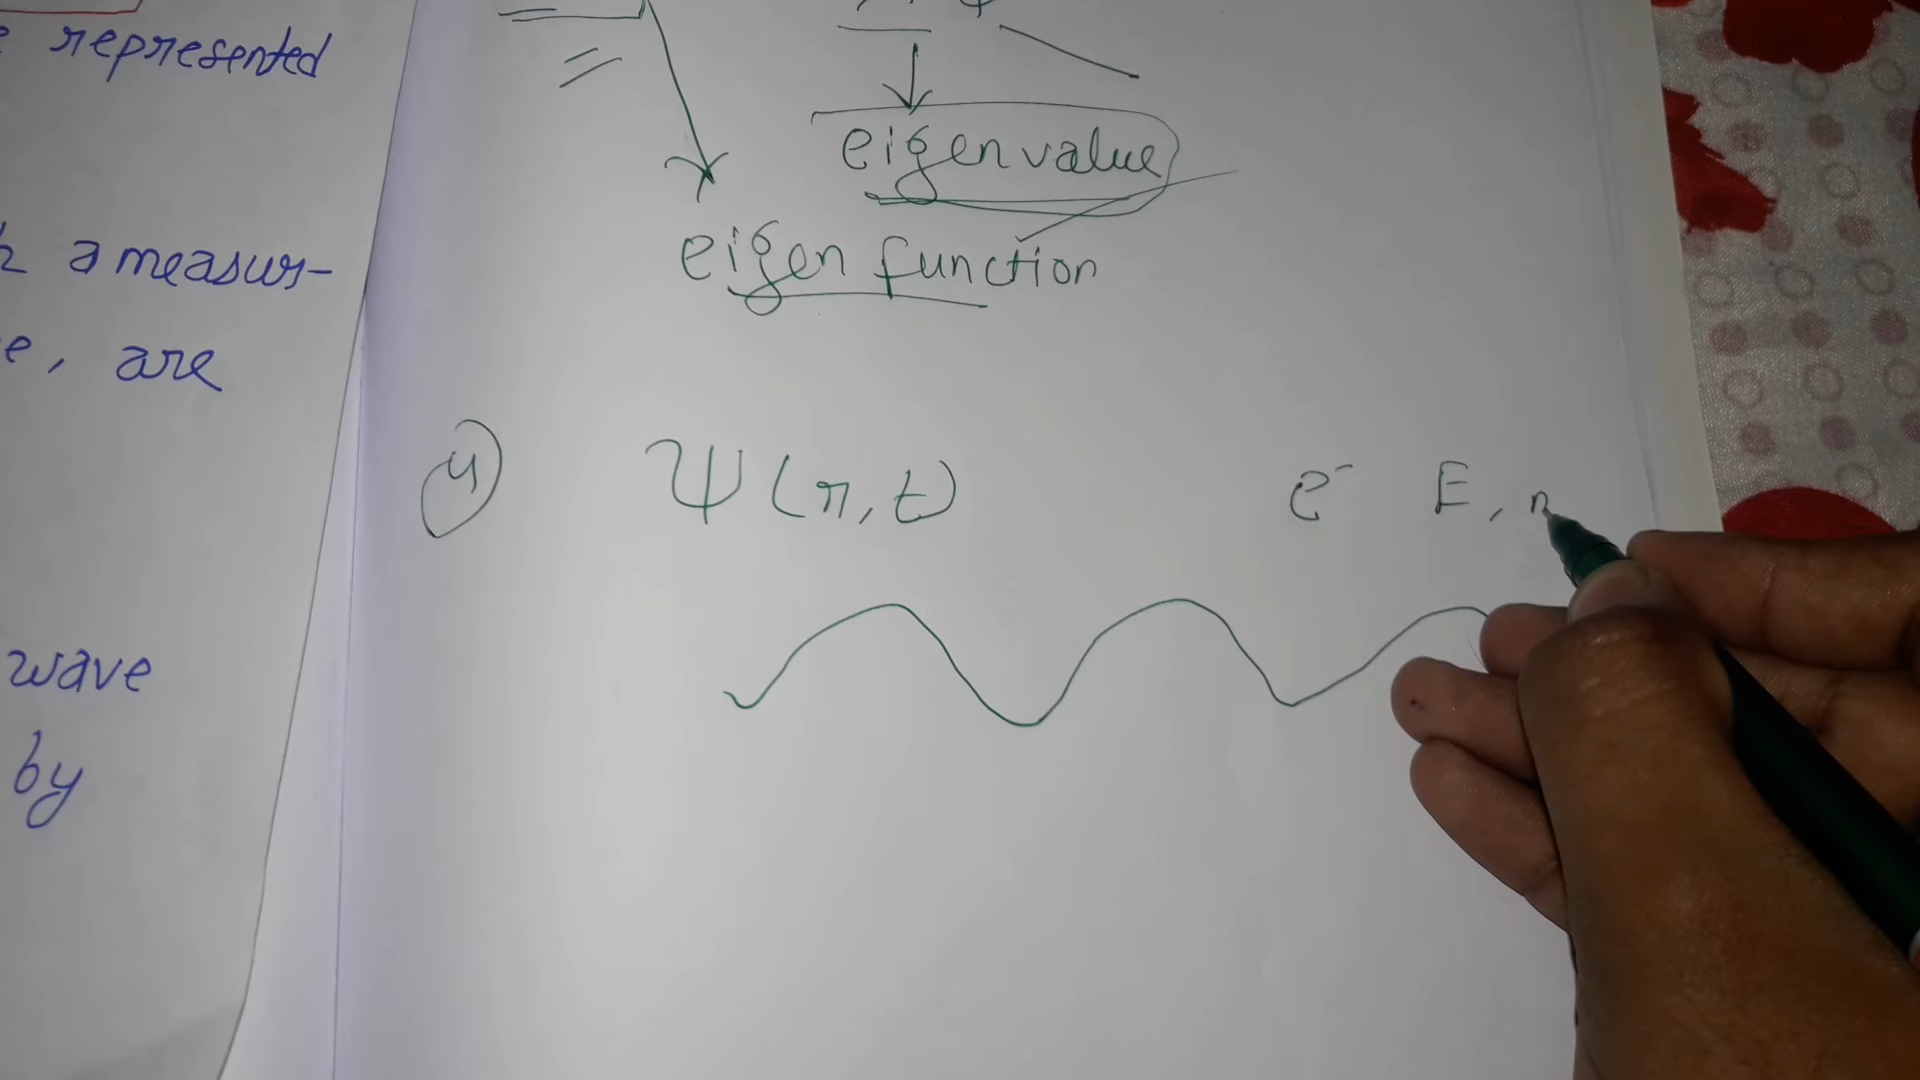 represented
eigenvalue
a measur-
eigen function
e, are
4 Ψ(r,t) e⁻ E, n
wave
by